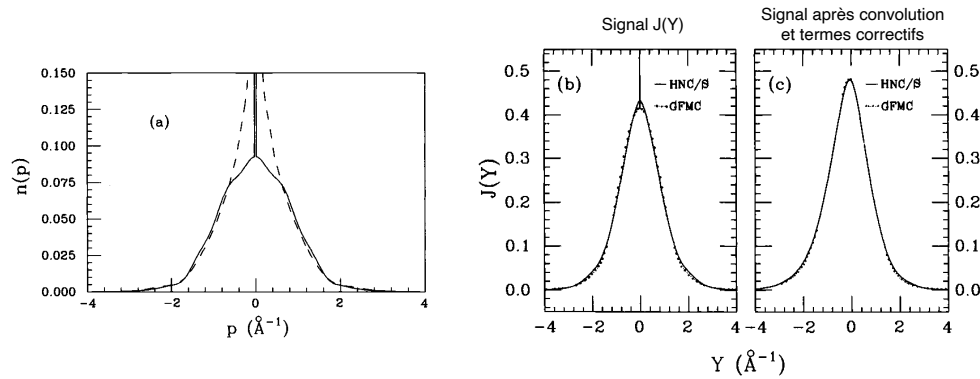 Signal J(Y)
Signal après convolution
et termes correctifs
0.150
0.125
0.100
0.075
0.050
0.025
0.000
n(p)
(a)
-4
-2
0
2
4
p (Å⁻¹)
0.5
0.4
0.3
0.2
0.1
0.0
J(Y)
(b)
HNC/S
GFMC
-4
-2
0
2
4
(c)
HNC/S
GFMC
0.5
0.4
0.3
0.2
0.1
0.0
-4
-2
0
2
4
Y (Å⁻¹)